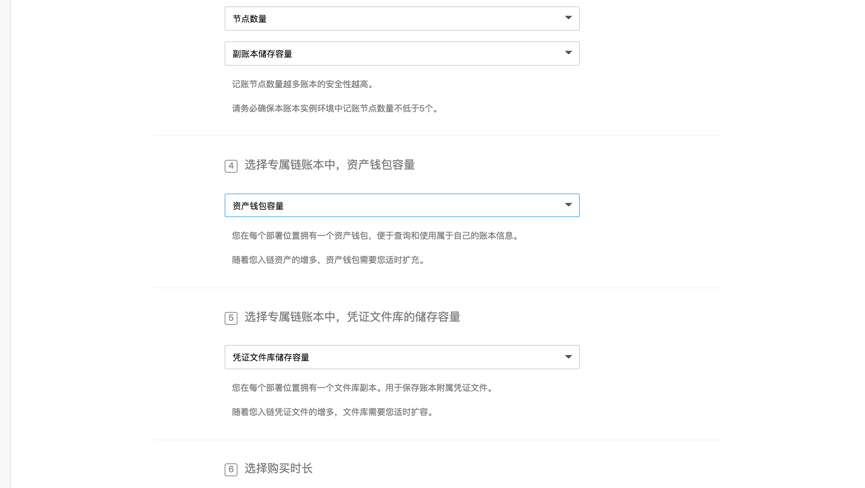 节点数量
副账本储存容量
记账节点数量越多账本的安全性越高。
请务必确保本账本实例环境中记账节点数量不低于5个。
4 选择专属链账本中，资产钱包容量
资产钱包容量
您在每个部署位置拥有一个资产钱包，便于查询和使用属于自己的账本信息。
随看您入链资产的增多，资产钱包需要您适时扩充。
5 选择专属链账本中，凭证文件库的储存容量
凭证文件库储存容量
您在每个部署位置拥有一个文件库副本。用于保存账本附属凭证文件。
随看您入链凭证文件的增多，文件库需要您适时扩容。
6 选择购买时长